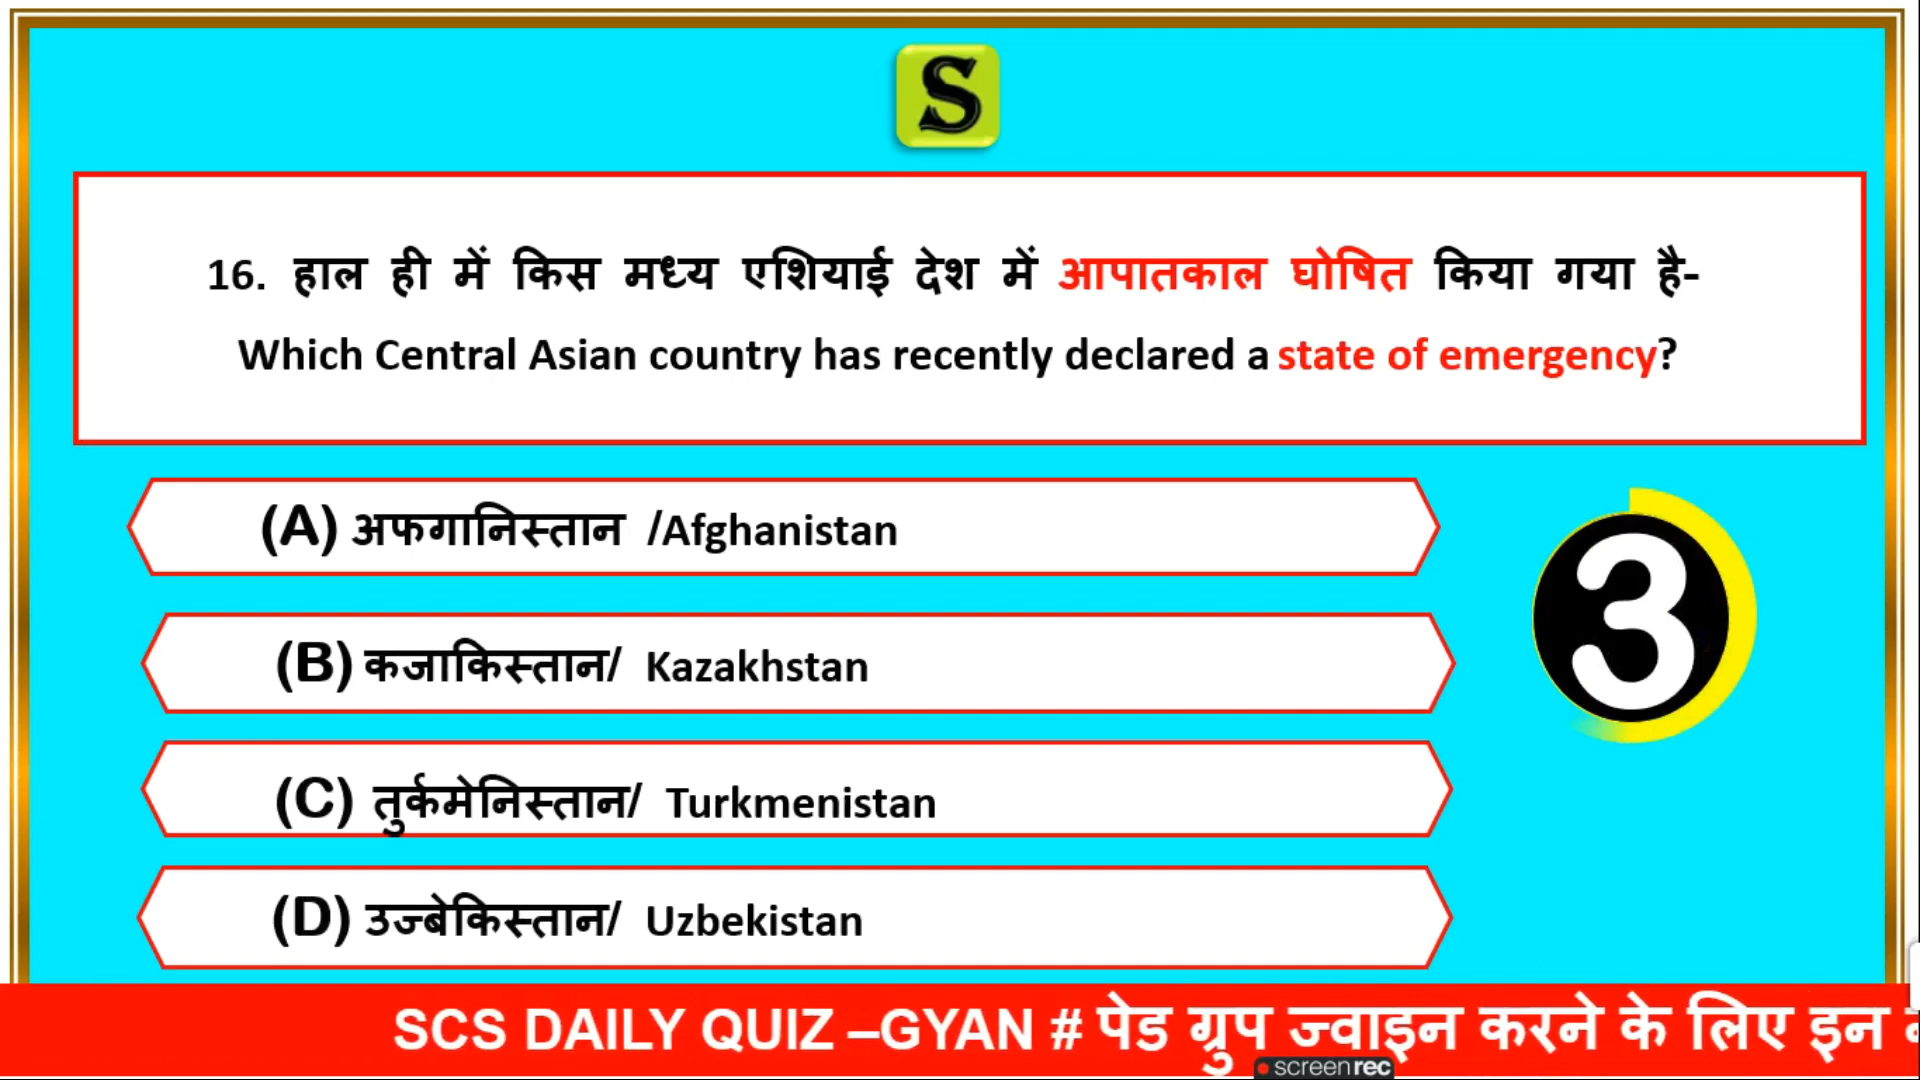 S
16. हाल ही में किस मध्य एशियाई देश में आपातकाल घोषित किया गया है-
Which Central Asian country has recently declared a state of emergency?
(A) अफगानिस्तान /Afghanistan
3
(B) कजाकिस्तान/ Kazakhstan
(C) तुर्कमेनिस्तान/ Turkmenistan
(D) उज्बेकिस्तान/ Uzbekistan
SCS DAILY QUIZ –GYAN # पेड ग्रुप ज्वाइन करने के लिए इन
screenrec